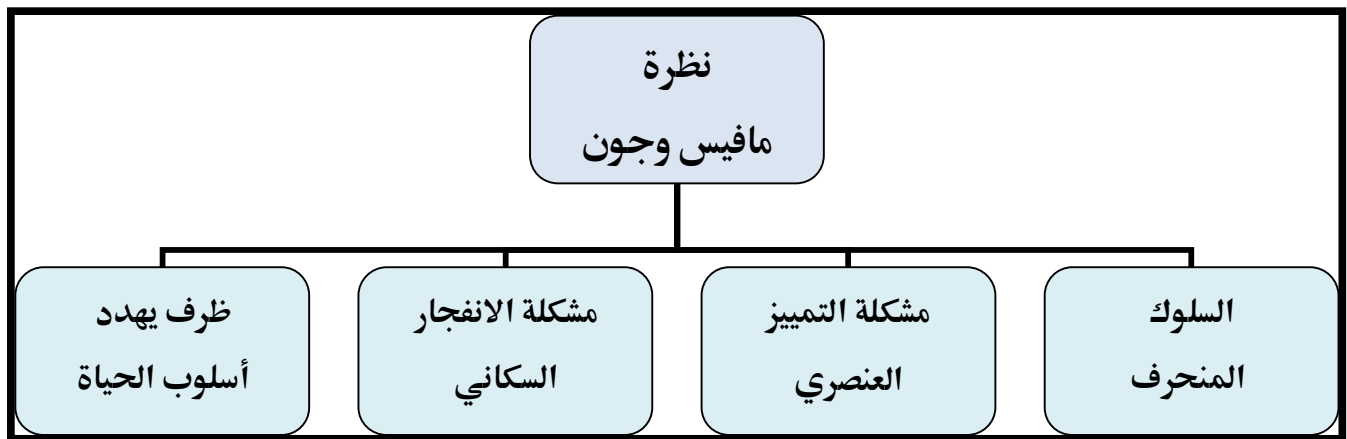 نظرة
مافيس وجون
السلوك
المنحرف
مشكلة التمييز
العنصري
مشكلة الانفجار
السكاني
ظرف يهدد
أسلوب الحياة